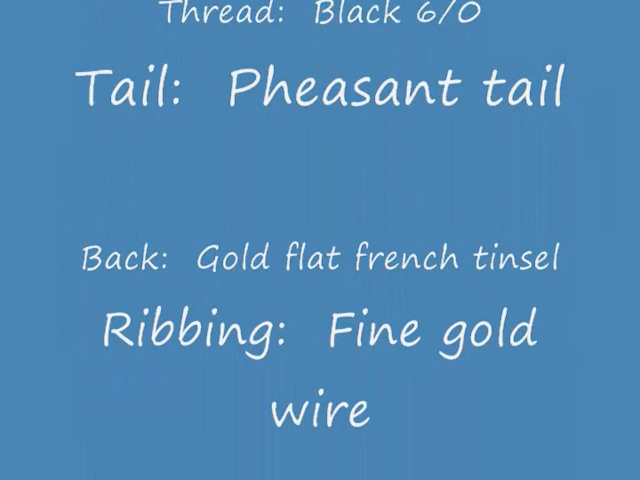 Thread: Black 6/0
Tail: Pheasant tail
Back: Gold flat french tinsel
Ribbing: Fine gold
wire